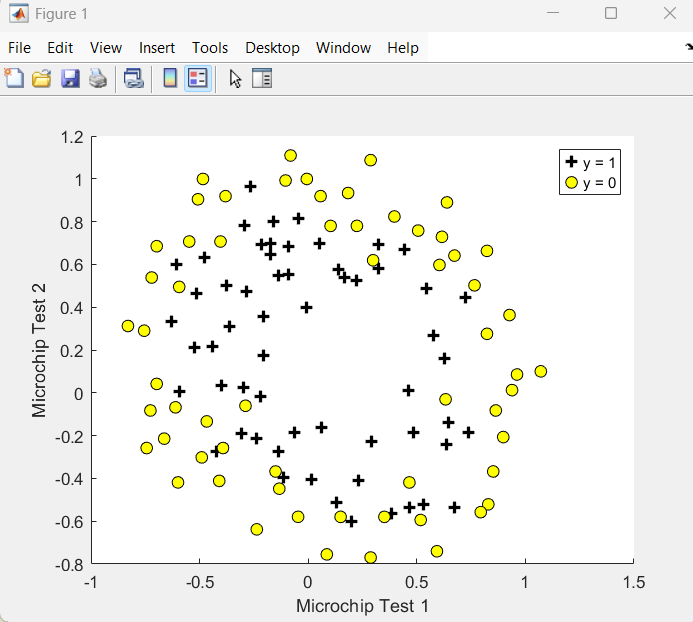 Figure 1
File Edit View Insert Tools Desktop Window Help
1.2
1
0.8
0.6
0.4
0.2
0
-0.2
-0.4
-0.6
-0.8
Microchip Test 2
y = 1
y = 0
-1 -0.5 0 0.5 1 1.5
Microchip Test 1